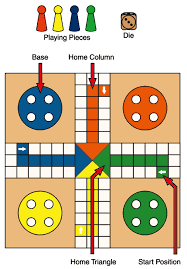 Playing Pieces
Die
Base
Home Column
Home Triangle
Start Position